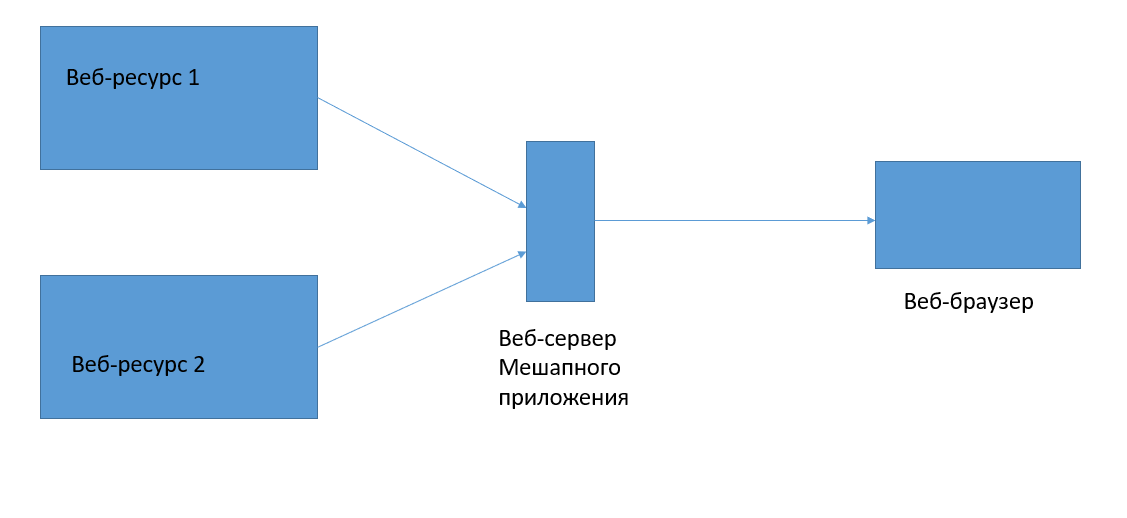 Веб-ресурс 1
Веб-ресурс 2
Веб-сервер
Мешапного
приложения
Веб-браузер